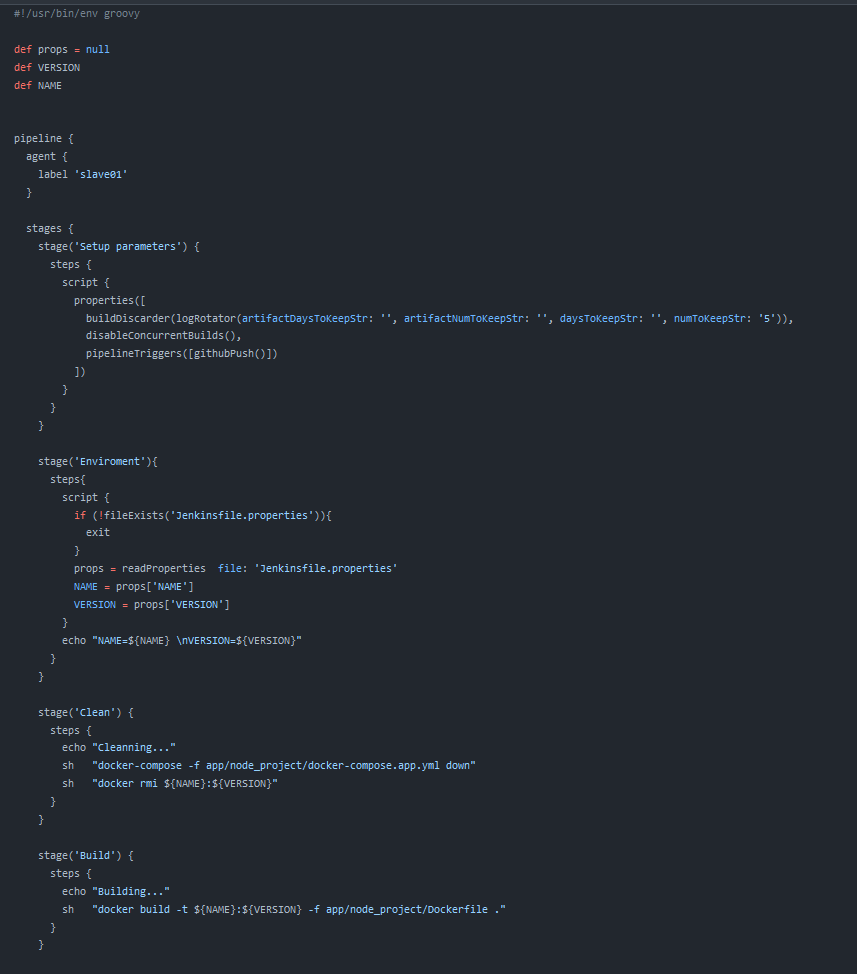 #!/usr/bin/env groovy
def props = null
def VERSION
def NAME
pipeline {
agent {
label 'slave01'
}
stages {
stage('Setup parameters') {
steps {
script {
properties([
buildDiscarder(logRotator(artifactDaysToKeepStr: '', artifactNumToKeepStr: '', daysToKeepStr: '', numToKeepStr: '5')),
disableConcurrentBuilds(),
pipelineTriggers([githubPush()])
])
}
}
}
stage('Enviroment'){
steps{
script {
if (!fileExists('Jenkinsfile.properties')){
exit
}
props = readProperties  file: 'Jenkinsfile.properties'
NAME = props['NAME']
VERSION = props['VERSION']
}
echo "NAME=${NAME} \nVERSION=${VERSION}"
}
}
stage('Clean') {
steps {
echo "Cleanning..."
sh   "docker-compose -f app/node_project/docker-compose.app.yml down"
sh   "docker rmi ${NAME}:${VERSION}"
}
}
stage('Build') {
steps {
echo "Building..."
sh   "docker build -t ${NAME}:${VERSION} -f app/node_project/Dockerfile ."
}
}